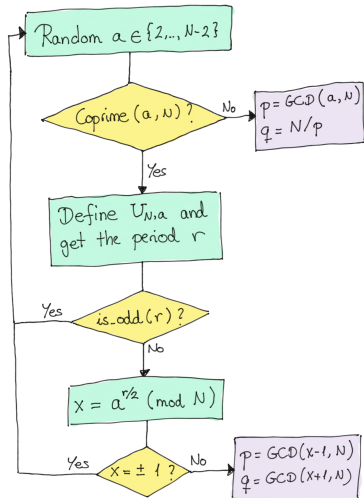 Random a ∈ {2,..,N-2}
Coprime (a, N) ?
No
p = GCD (a, N)
q = N/p
Yes
Define U_{N,a} and
get the period r
Yes
is_odd(r) ?
No
x = a^{r/2} (mod N)
Yes
x = ± 1 ?
No
p = GCD(x-1, N)
q = GCD(x+1, N)